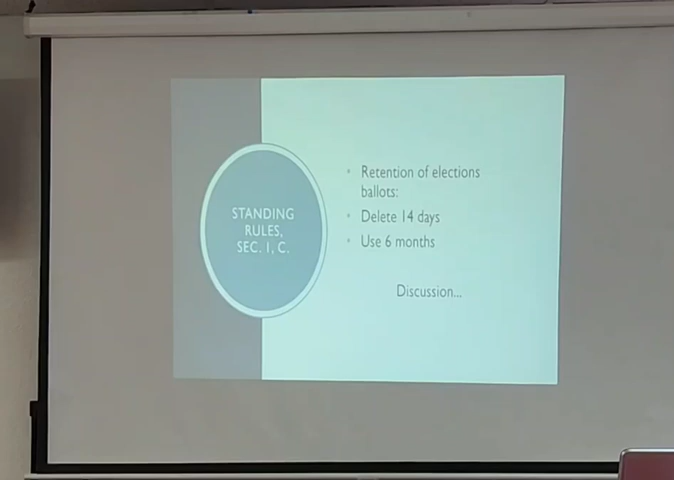 STANDING
RULES,
SEC. 1, C.
Retention of elections
ballots:
Delete 14 days
Use 6 months
Discussion...